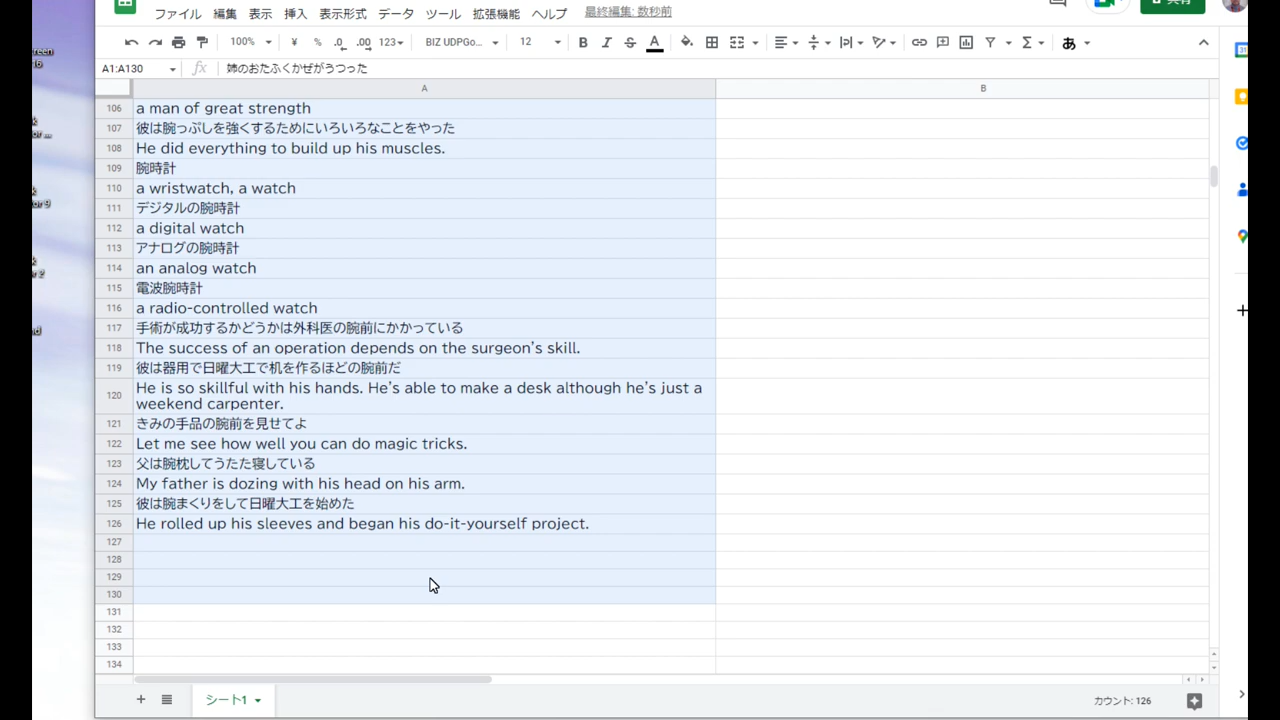 ファイル 編集 表示 挿入 表示形式 データ ツール 拡張機能 ヘルプ 最終編集: 数秒前 共有
100% ¥ % .0 .00 123 BIZ UDPGo... 12 B I S A Σ あ
A1:A130 fx 姉のおたふくかぜがうつった
A B
106 a man of great strength
107 彼は腕っぷしを強くするためにいろいろなことをやった
108 He did everything to build up his muscles.
109 腕時計
110 a wristwatch, a watch
111 デジタルの腕時計
112 a digital watch
113 アナログの腕時計
114 an analog watch
115 電波腕時計
116 a radio-controlled watch
117 手術が成功するかどうかは外科医の腕前にかかっている
118 The success of an operation depends on the surgeon's skill.
119 彼は器用で日曜大工で机を作るほどの腕前だ
120 He is so skillful with his hands. He's able to make a desk although he's just a
weekend carpenter.
121 きみの手品の腕前を見せてよ
122 Let me see how well you can do magic tricks.
123 父は腕枕してうたた寝している
124 My father is dozing with his head on his arm.
125 彼は腕まくりをして日曜大工を始めた
126 He rolled up his sleeves and began his do-it-yourself project.
127
128
129
130
131
132
133
134
シート1 カウント: 126